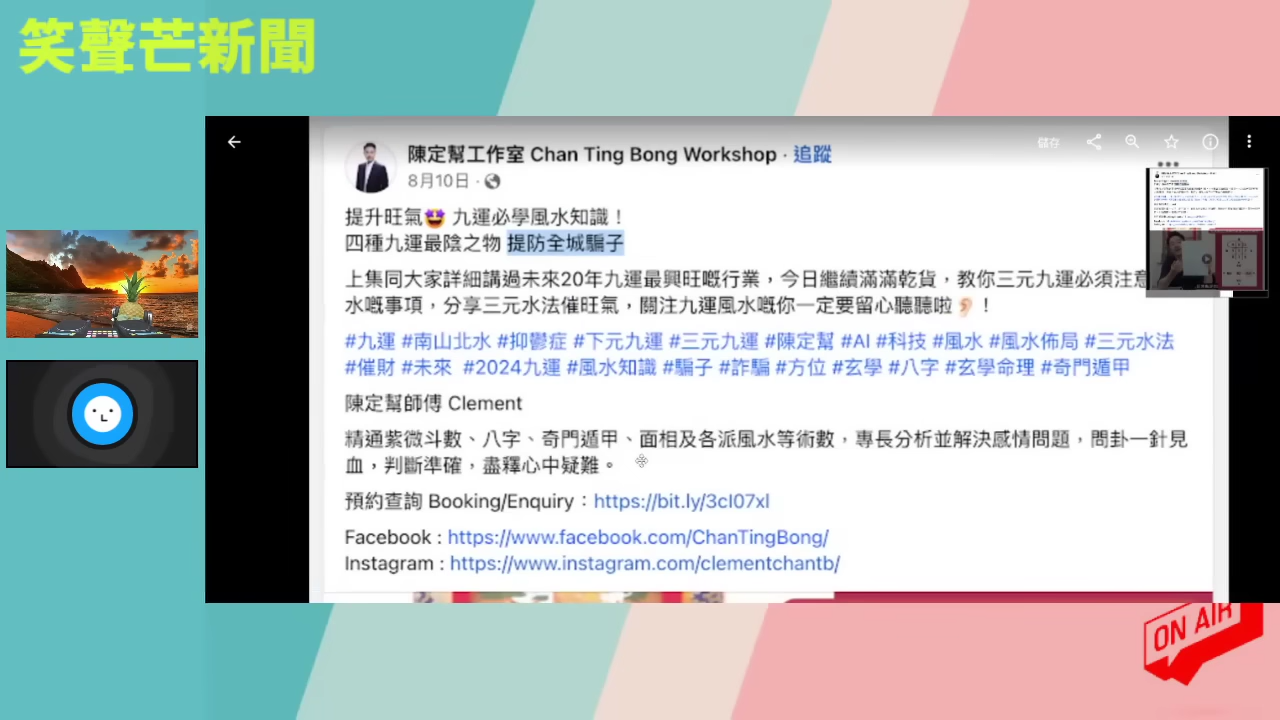 笑聲芒新聞
陳定幫工作室 Chan Ting Bong Workshop · 追蹤
儲存
8月10日 ·
提升旺氣🤩 九運必學風水知識！
四種九運最陰之物 提防全城騙子
上集同大家詳細講過未來20年九運最興旺嘅行業，今日繼續滿滿乾貨，教你三元九運必須注意
水嘅事項，分享三元水法催旺氣，關注九運風水嘅你一定要留心聽聽啦👂！
#九運 #南山北水 #抑鬱症 #下元九運 #三元九運 #陳定幫 #AI #科技 #風水 #風水佈局 #三元水法
#催財 #未來 #2024九運 #風水知識 #騙子 #詐騙 #方位 #玄學 #八字 #玄學命理 #奇門遁甲
陳定幫師傅 Clement
精通紫微斗數、八字、奇門遁甲、面相及各派風水等術數，專長分析並解決感情問題，問卦一針見
血，判斷準確，盡釋心中疑難。
預約查詢 Booking/Enquiry：https://bit.ly/3cI07xl
Facebook : https://www.facebook.com/ChanTingBong/
Instagram : https://www.instagram.com/clementchantb/
ON AIR